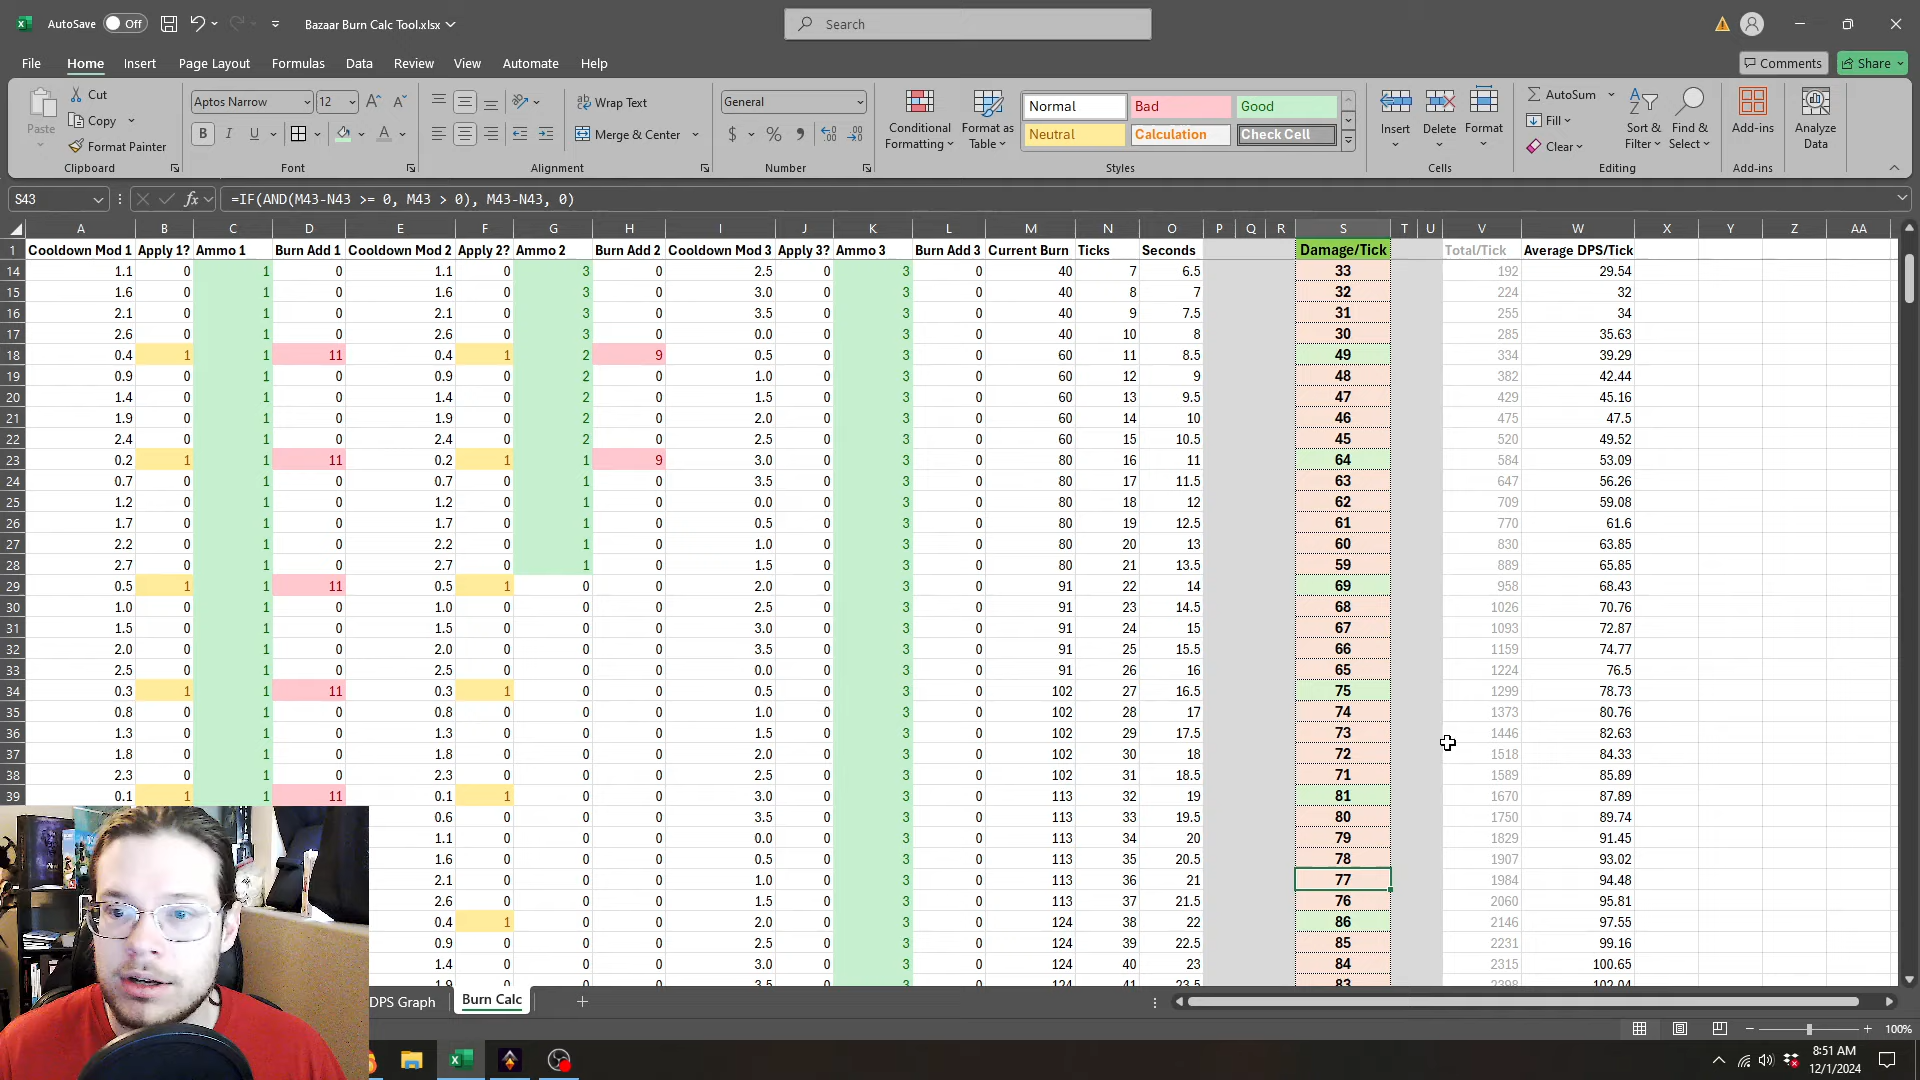 AutoSave Off Bazaar Burn Calc Tool.xlsx Search
File Home Insert Page Layout Formulas Data Review View Automate Help Comments Share
Paste Cut Copy Format Painter Clipboard
Aptos Narrow 12 B I U A Font
Wrap Text Merge & Center Alignment
General $ % Number
Conditional Formatting Format as Table Normal Bad Good Neutral Calculation Check Cell Styles
Insert Delete Format Cells
AutoSum Fill Clear Sort & Filter Find & Select Editing
Add-ins Add-ins Analyze Data
S43 fx =IF(AND(M43-N43 >= 0, M43 > 0), M43-N43, 0)
A B C D E F G H I J K L M N O P Q R S T U V W X Y Z AA
1 Cooldown Mod 1 Apply 1? Ammo 1 Burn Add 1 Cooldown Mod 2 Apply 2? Ammo 2 Burn Add 2 Cooldown Mod 3 Apply 3? Ammo 3 Burn Add 3 Current Burn Ticks Seconds Damage/Tick Total/Tick Average DPS/Tick
14 1.1 0 1 0 1.1 0 3 0 2.5 0 3 0 40 7 6.5 33 192 29.54
15 1.6 0 1 0 1.6 0 3 0 3.0 0 3 0 40 8 7 32 224 32
16 2.1 0 1 0 2.1 0 3 0 3.5 0 3 0 40 9 7.5 31 255 34
17 2.6 0 1 0 2.6 0 3 0 0.0 0 3 0 40 10 8 30 285 35.63
18 0.4 1 1 11 0.4 1 2 9 0.5 0 3 0 60 11 8.5 49 334 39.29
19 0.9 0 1 0 0.9 0 2 0 1.0 0 3 0 60 12 9 48 382 42.44
20 1.4 0 1 0 1.4 0 2 0 1.5 0 3 0 60 13 9.5 47 429 45.16
21 1.9 0 1 0 1.9 0 2 0 2.0 0 3 0 60 14 10 46 475 47.5
22 2.4 0 1 0 2.4 0 2 0 2.5 0 3 0 60 15 10.5 45 520 49.52
23 0.2 1 1 11 0.2 1 1 9 3.0 0 3 0 80 16 11 64 584 53.09
24 0.7 0 1 0 0.7 0 1 0 3.5 0 3 0 80 17 11.5 63 647 56.26
25 1.2 0 1 0 1.2 0 1 0 0.0 0 3 0 80 18 12 62 709 59.08
26 1.7 0 1 0 1.7 0 1 0 0.5 0 3 0 80 19 12.5 61 770 61.6
27 2.2 0 1 0 2.2 0 1 0 1.0 0 3 0 80 20 13 60 830 63.85
28 2.7 0 1 0 2.7 0 1 0 1.5 0 3 0 80 21 13.5 59 889 65.85
29 0.5 1 1 11 0.5 1 0 0 2.0 0 3 0 91 22 14 69 958 68.43
30 1.0 0 1 0 1.0 0 0 0 2.5 0 3 0 91 23 14.5 68 1026 70.76
31 1.5 0 1 0 1.5 0 0 0 3.0 0 3 0 91 24 15 67 1093 72.87
32 2.0 0 1 0 2.0 0 0 0 3.5 0 3 0 91 25 15.5 66 1159 74.77
33 2.5 0 1 0 2.5 0 0 0 0.0 0 3 0 91 26 16 65 1224 76.5
34 0.3 1 1 11 0.3 1 0 0 0.5 0 3 0 102 27 16.5 75 1299 78.73
35 0.8 0 1 0 0.8 0 0 0 1.0 0 3 0 102 28 17 74 1373 80.76
36 1.3 0 1 0 1.3 0 0 0 1.5 0 3 0 102 29 17.5 73 1446 82.63
37 1.8 0 1 0 1.8 0 0 0 2.0 0 3 0 102 30 18 72 1518 84.33
38 2.3 0 1 0 2.3 0 0 0 2.5 0 3 0 102 31 18.5 71 1589 85.89
39 0.1 1 1 11 0.1 1 0 0 3.0 0 3 0 113 32 19 81 1670 87.89
0.6 0 0 0 3.5 0 3 0 113 33 19.5 80 1750 89.74
1.1 0 0 0 0.0 0 3 0 113 34 20 79 1829 91.45
1.6 0 0 0 0.5 0 3 0 113 35 20.5 78 1907 93.02
2.1 0 0 0 1.0 0 3 0 113 36 21 77 1984 94.48
2.6 0 0 0 1.5 0 3 0 113 37 21.5 76 2060 95.81
0.4 1 0 0 2.0 0 3 0 124 38 22 86 2146 97.55
0.9 0 0 0 2.5 0 3 0 124 39 22.5 85 2231 99.16
1.4 0 0 0 3.0 0 3 0 124 40 23 84 2315 100.65
1.9 0 0 0 3.5 0 3 0 124 41 23.5 83 2398 102.04
DPS Graph Burn Calc
100%
8:51 AM
12/1/2024